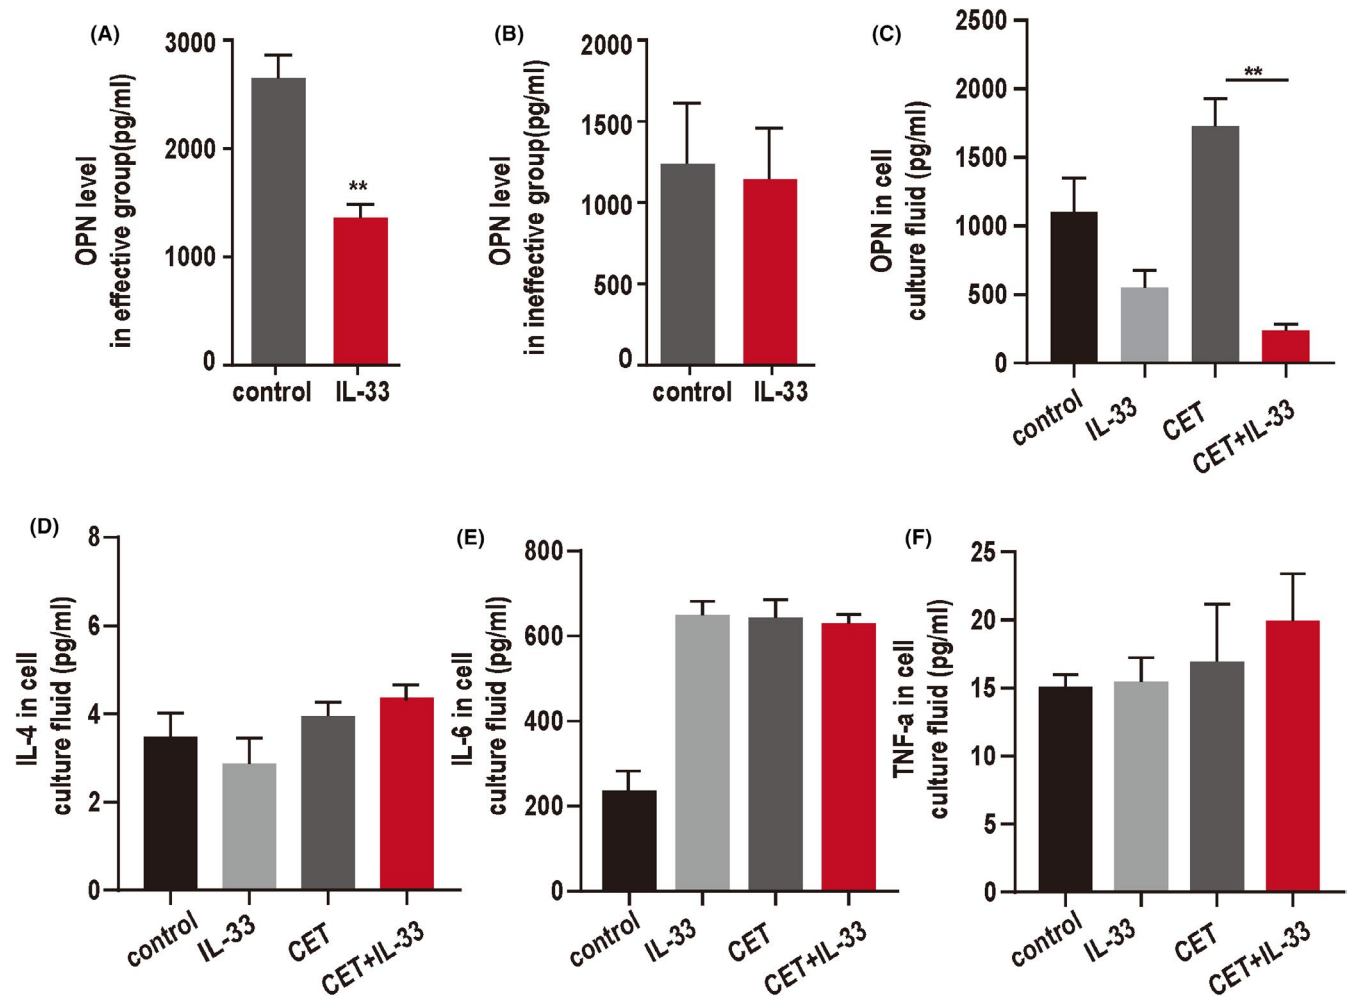 (A)
3000
2000
1000
0
OPN level
in effective group(pg/ml)
**
control
IL-33
(B)
2000
1500
1000
500
0
OPN level
in ineffective group(pg/ml)
control
IL-33
(C)
2500
2000
1500
1000
500
0
OPN in cell
culture fluid (pg/ml)
**
control
IL-33
CET
CET+IL-33
(D)
8
6
4
2
0
IL-4 in cell
culture fluid (pg/ml)
control
IL-33
CET
CET+IL-33
(E)
800
600
400
200
0
IL-6 in cell
culture fluid (pg/ml)
control
IL-33
CET
CET+IL-33
(F)
25
20
15
10
5
0
TNF-a in cell
culture fluid (pg/ml)
control
IL-33
CET
CET+IL-33